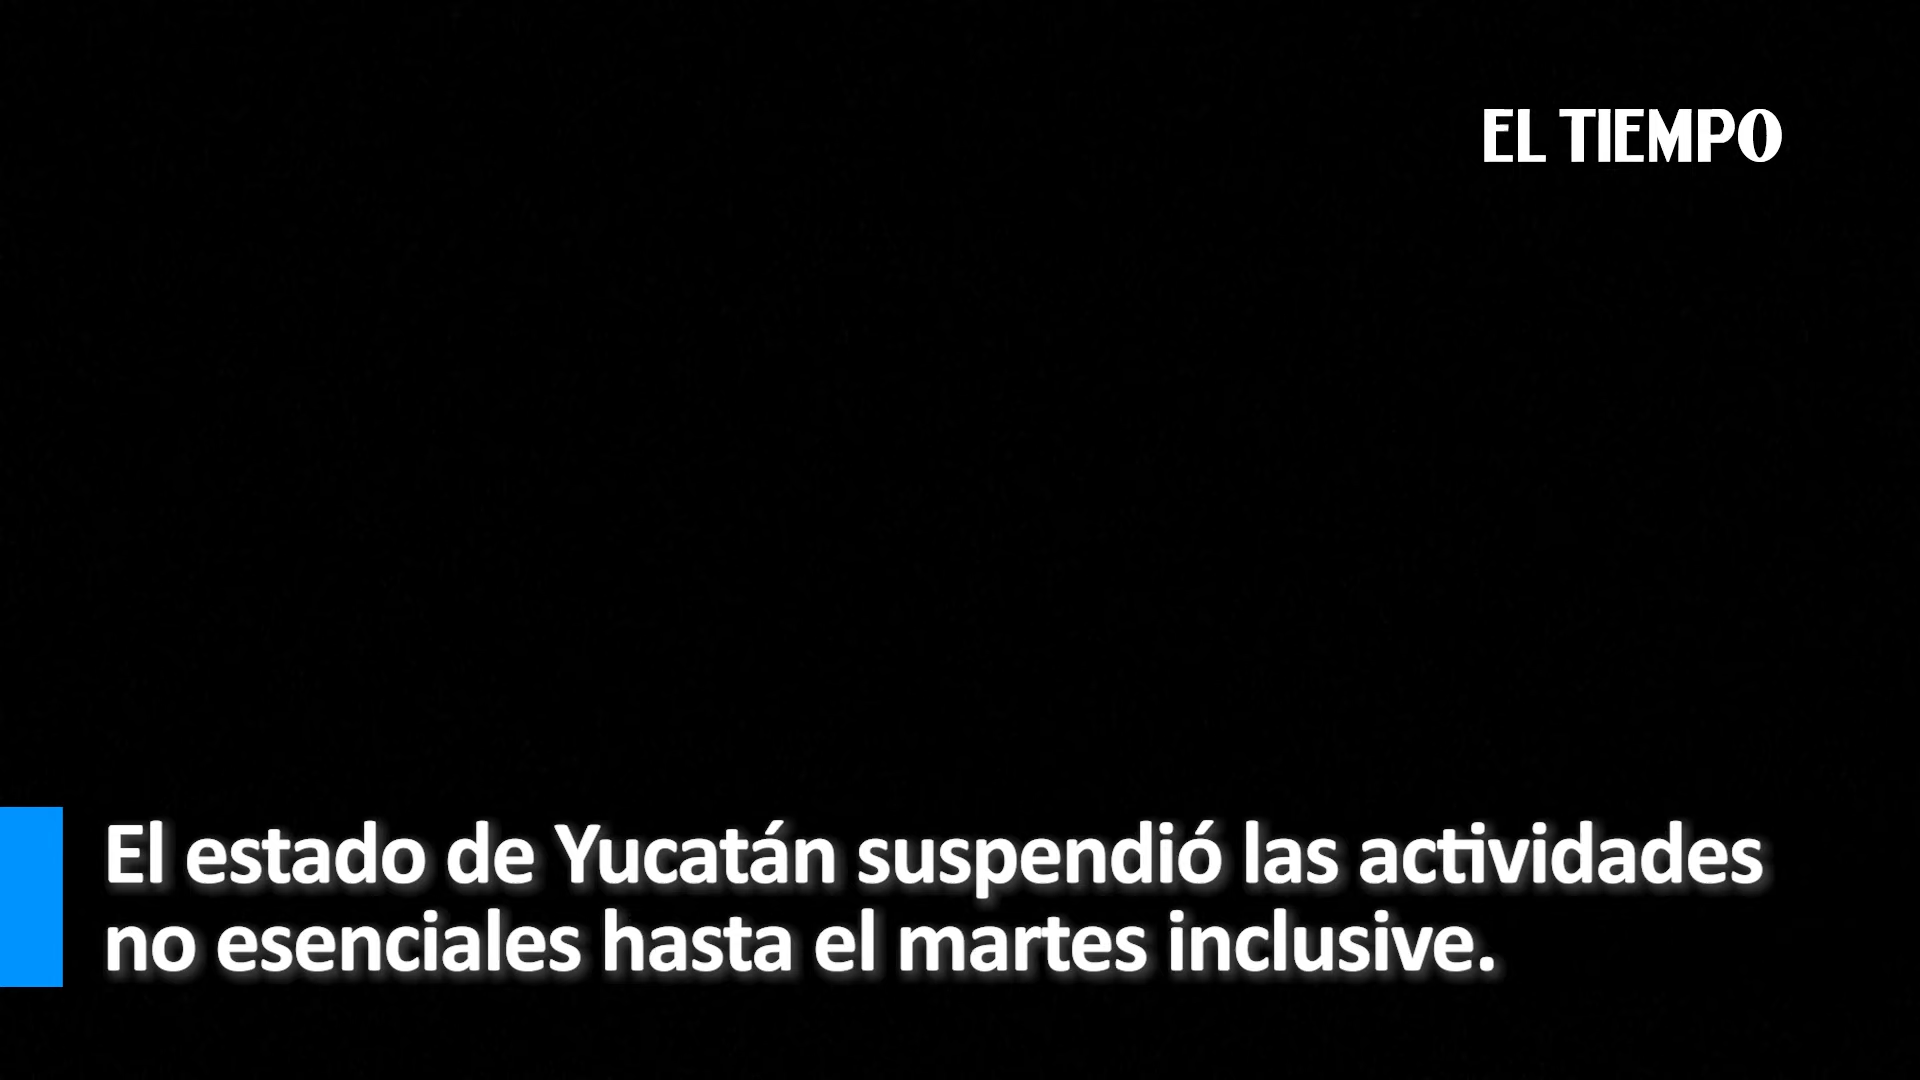 EL TIEMPO
El estado de Yucatán suspendió las actividades
no esenciales hasta el martes inclusive.